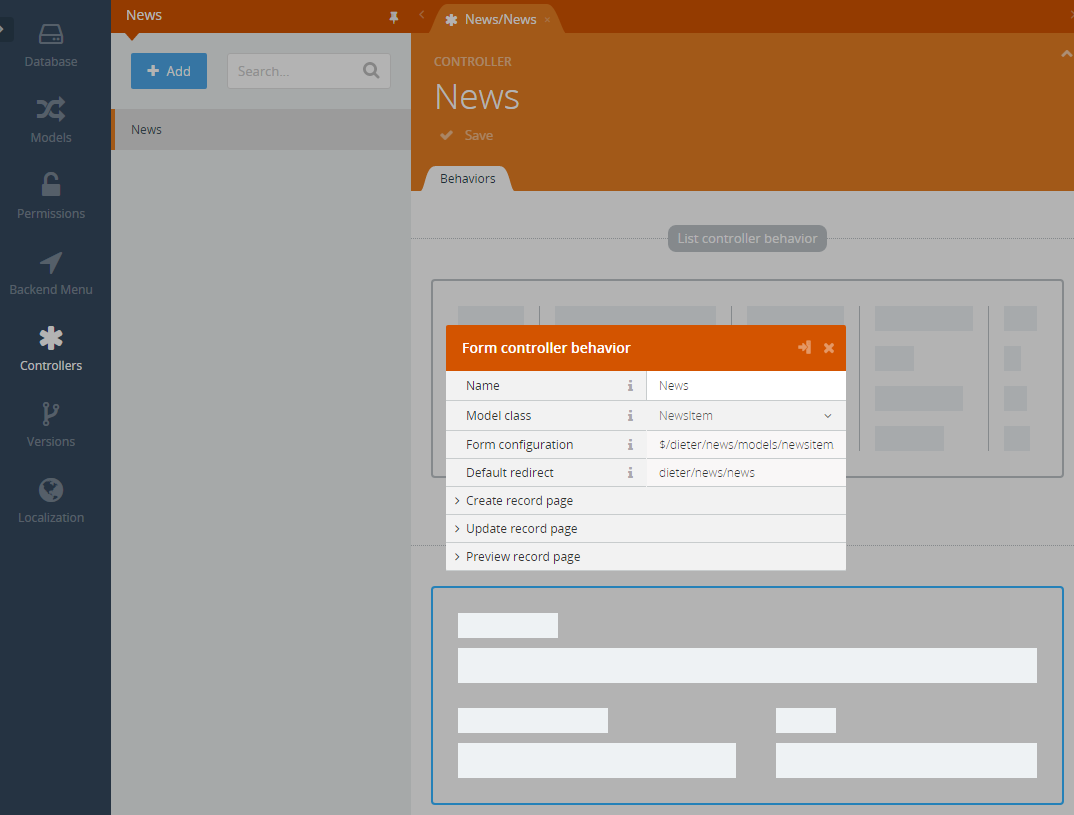 Database
Models
Permissions
Backend Menu
Controllers
Versions
Localization
News
Add
Search...
News
News/News
CONTROLLER
News
Save
Behaviors
List controller behavior
Form controller behavior
Name
News
Model class
NewsItem
Form configuration
$/dieter/news/models/newsitem
Default redirect
dieter/news/news
Create record page
Update record page
Preview record page